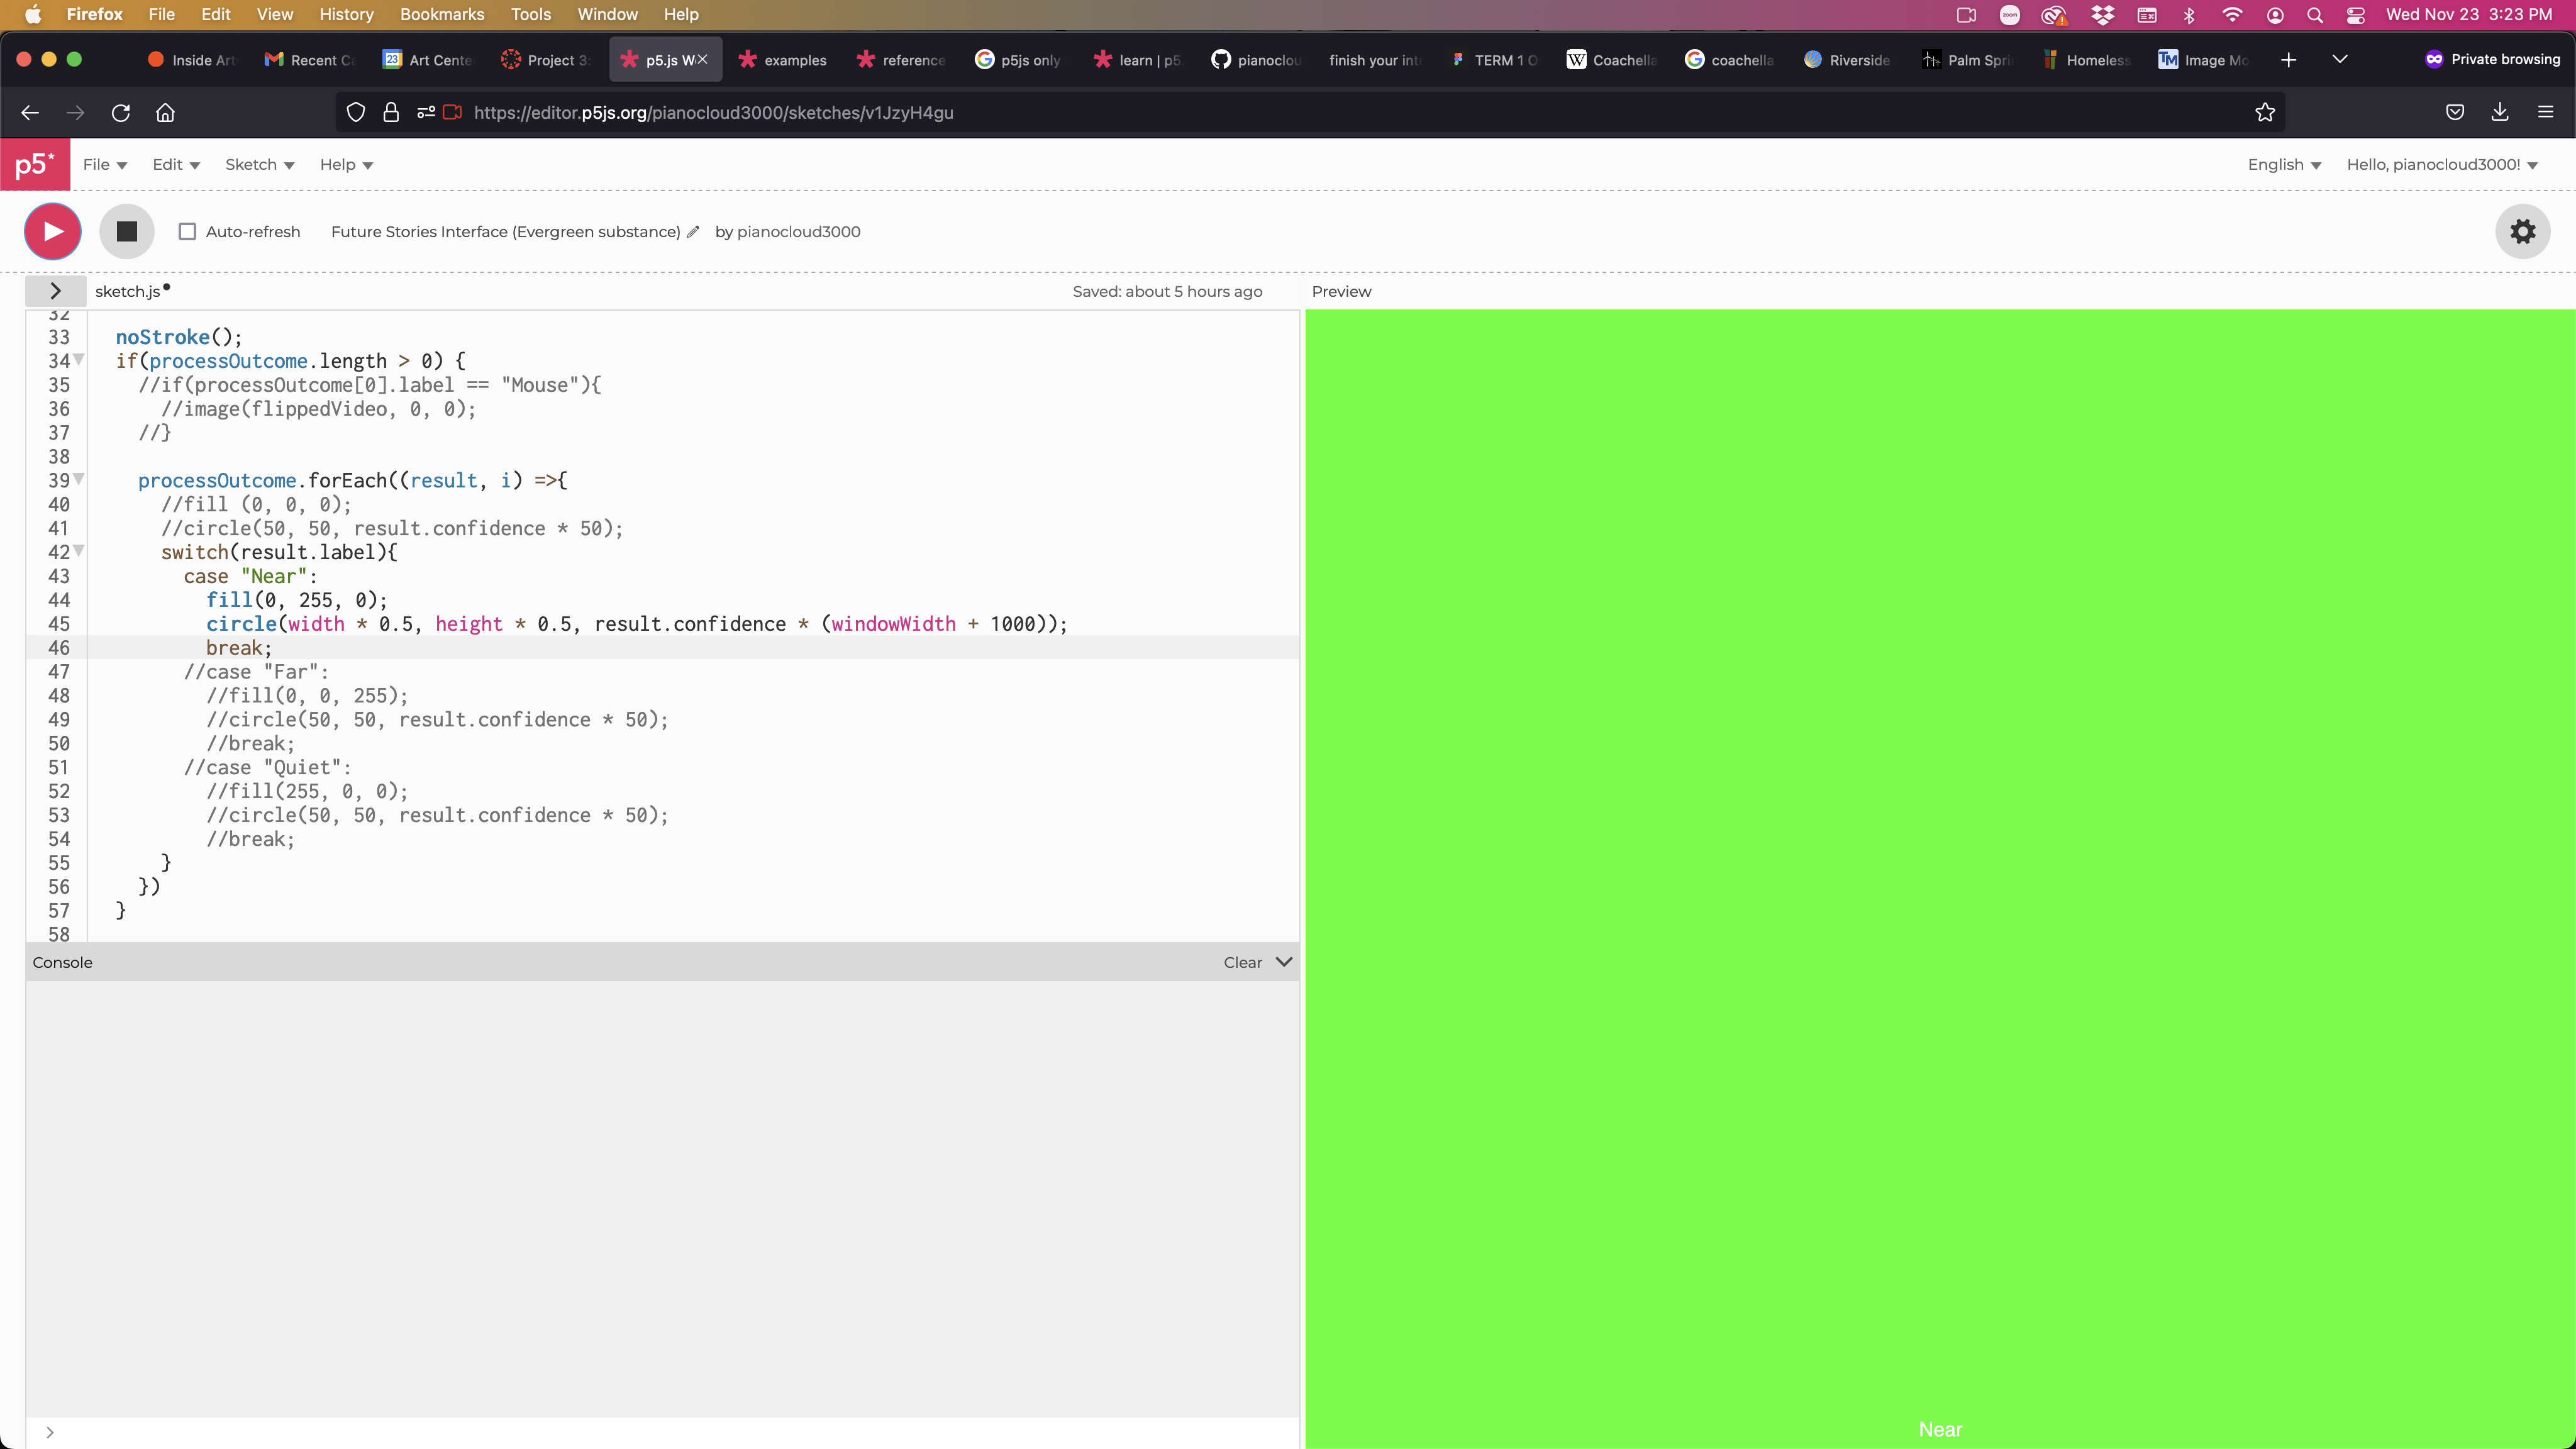 Firefox File Edit View History Bookmarks Tools Window Help zoom Wed Nov 23 3:23 PM
Inside Art Recent Ca 23 Art Cente Project 3: p5.js W examples reference p5js only learn | p5 pianoclou finish your int TERM 1 O W Coachella coachella Riverside Palm Spri Homeless TM Image Mo Private browsing
https://editor.p5js.org/pianocloud3000/sketches/v1JzyH4gu
p5* File Edit Sketch Help English Hello, pianocloud3000!
Auto-refresh Future Stories Interface (Evergreen substance) by pianocloud3000
sketch.js Saved: about 5 hours ago Preview
32
33 noStroke();
34 if(processOutcome.length > 0) {
35 //if(processOutcome[0].label == "Mouse"){
36 //image(flippedVideo, 0, 0);
37 //}
38
39 processOutcome.forEach((result, i) =>{
40 //fill (0, 0, 0);
41 //circle(50, 50, result.confidence * 50);
42 switch(result.label){
43 case "Near":
44 fill(0, 255, 0);
45 circle(width * 0.5, height * 0.5, result.confidence * (windowWidth + 1000));
46 break;
47 //case "Far":
48 //fill(0, 0, 255);
49 //circle(50, 50, result.confidence * 50);
50 //break;
51 //case "Quiet":
52 //fill(255, 0, 0);
53 //circle(50, 50, result.confidence * 50);
54 //break;
55 }
56 })
57 }
58
Console Clear
>
Near